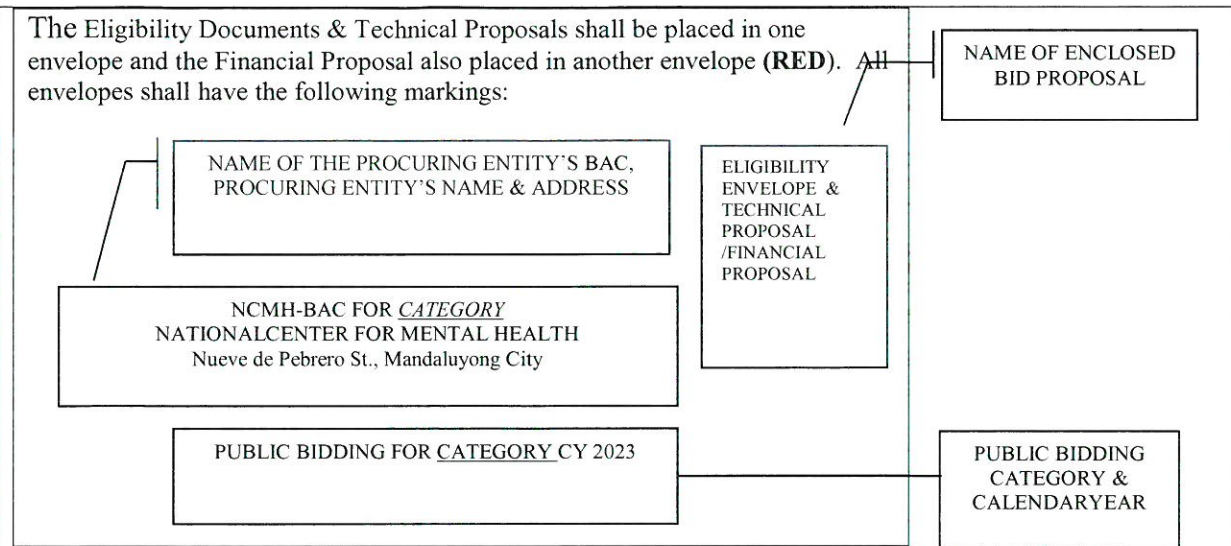 The Eligibility Documents & Technical Proposals shall be placed in one
envelope and the Financial Proposal also placed in another envelope (RED). All
envelopes shall have the following markings:
NAME OF ENCLOSED
BID PROPOSAL
NAME OF THE PROCURING ENTITY'S BAC,
PROCURING ENTITY'S NAME & ADDRESS
ELIGIBILITY
ENVELOPE &
TECHNICAL
PROPOSAL
/FINANCIAL
PROPOSAL
NCMH-BAC FOR CATEGORY
NATIONALCENTER FOR MENTAL HEALTH
Nueve de Pebrero St., Mandaluyong City
PUBLIC BIDDING FOR CATEGORY CY 2023
PUBLIC BIDDING
CATEGORY &
CALENDARYEAR